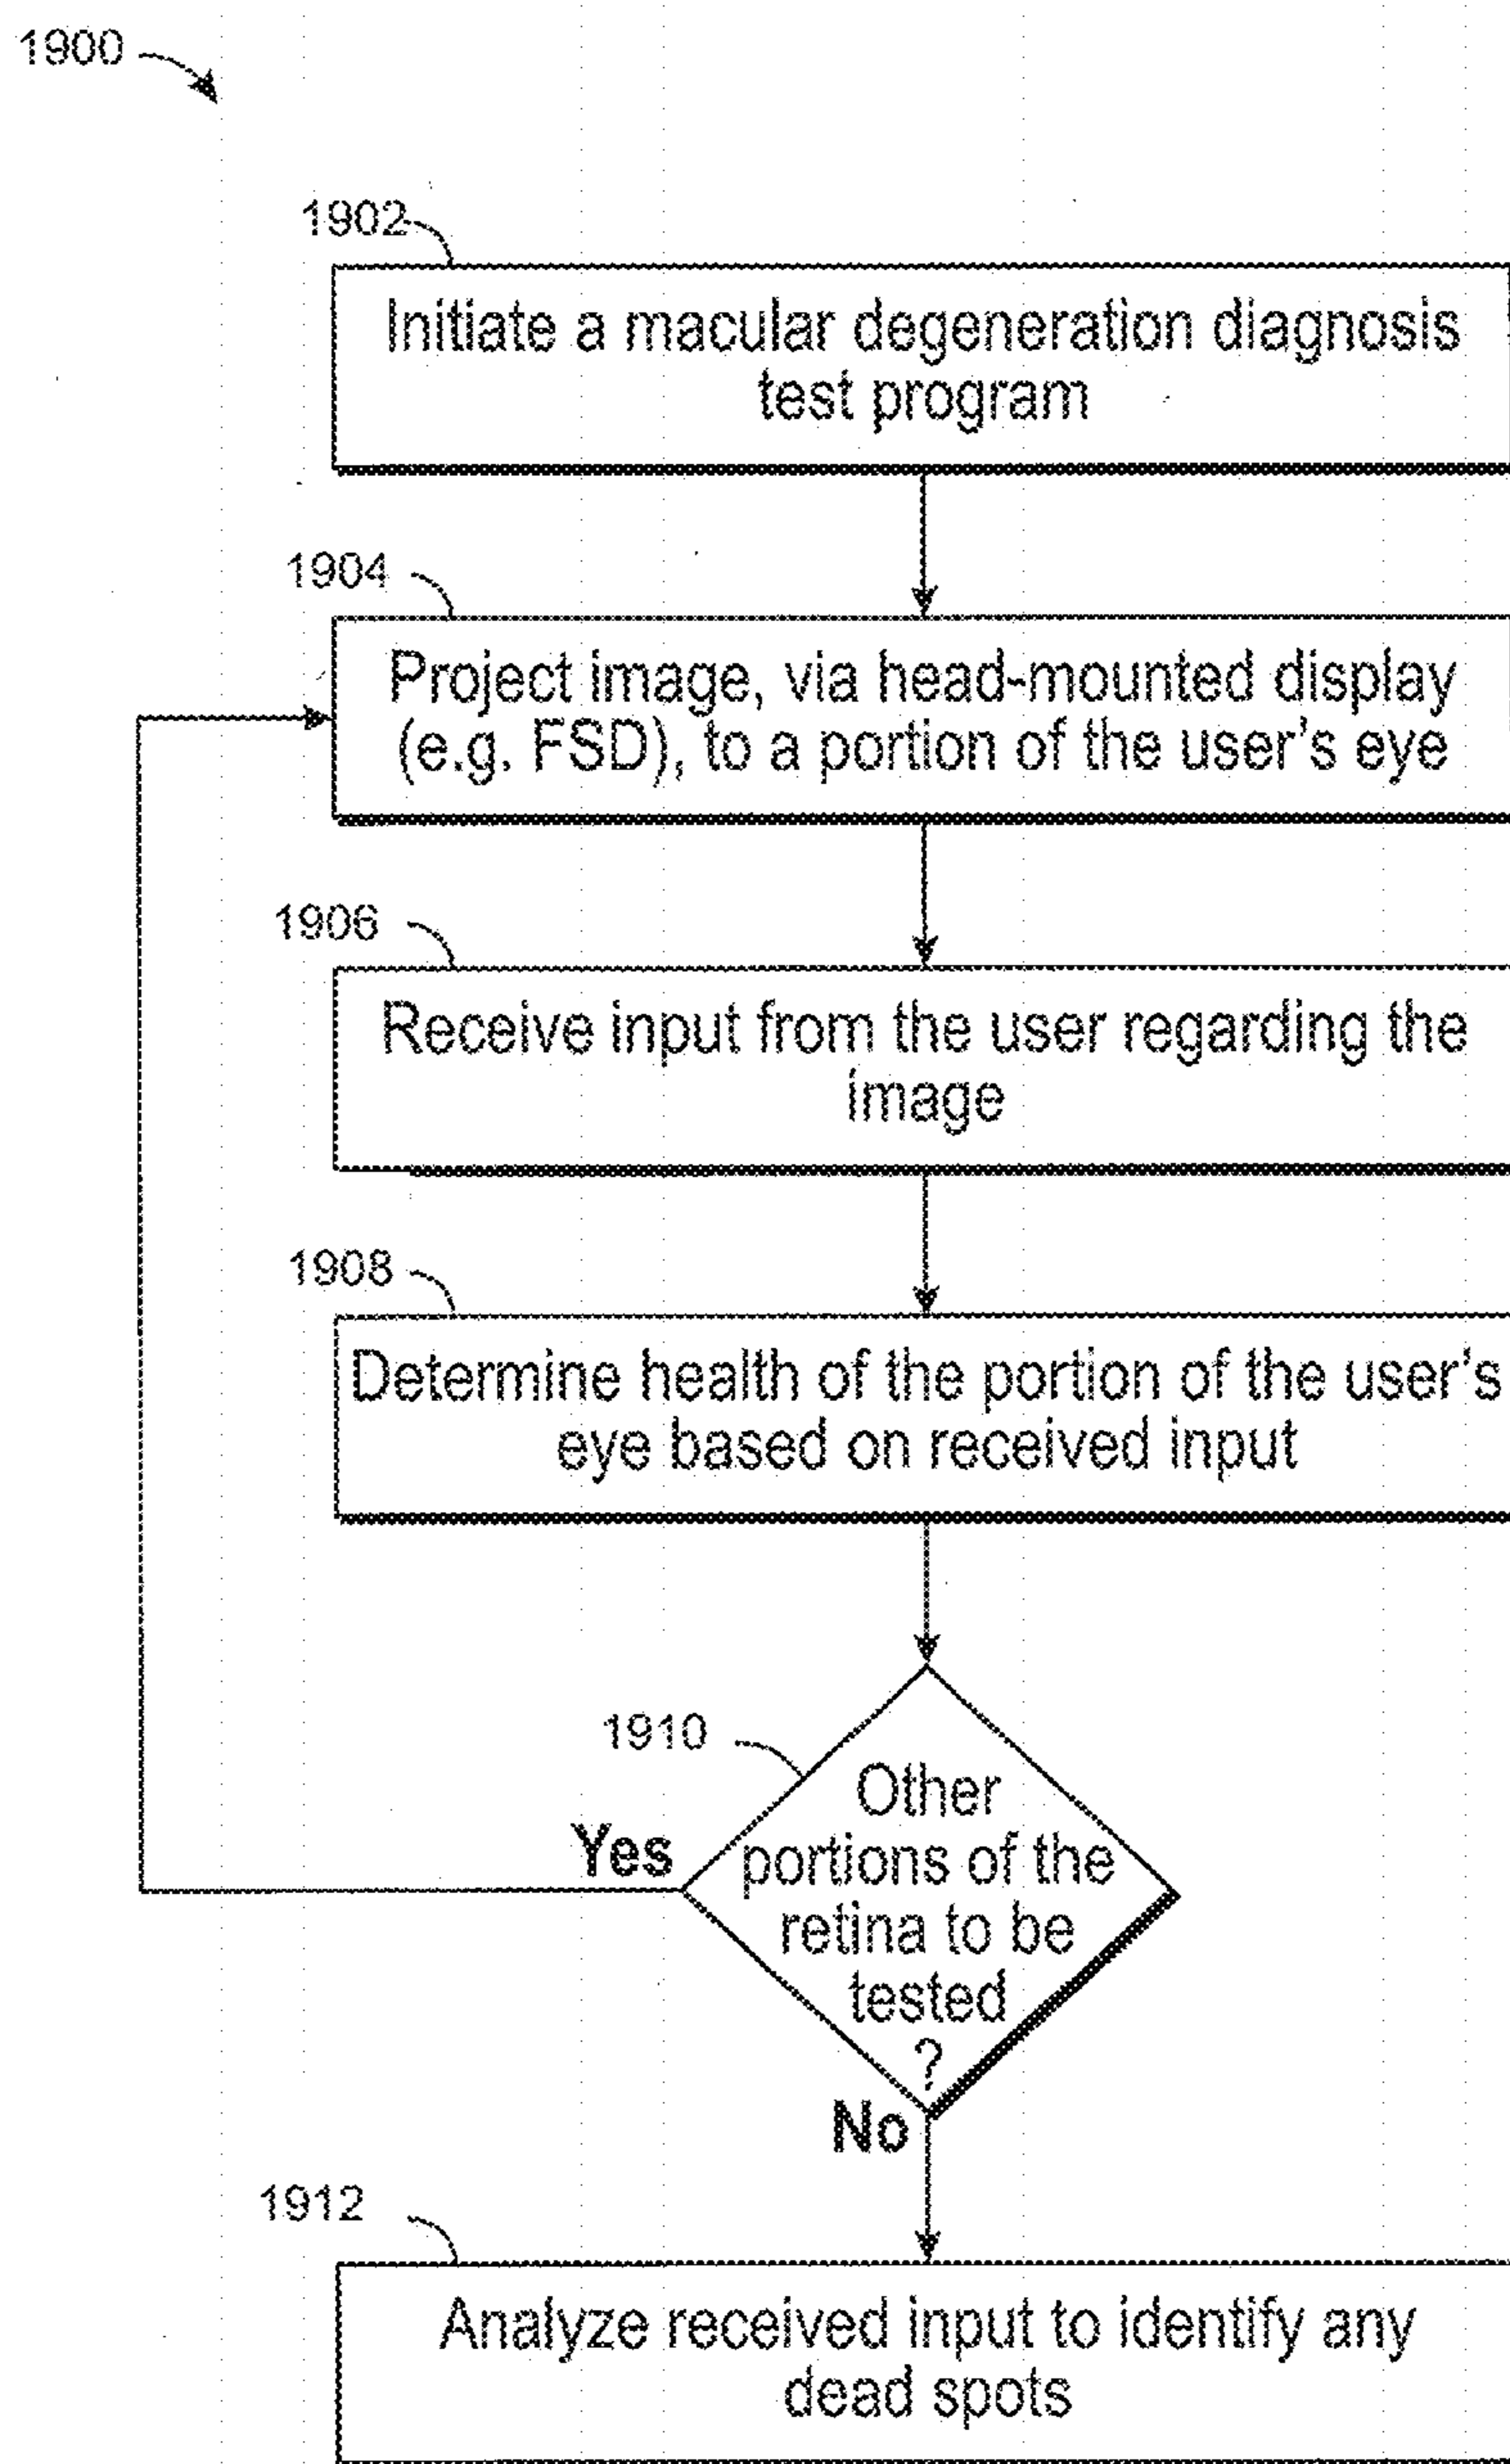 1900
1902
Initiate a macular degeneration diagnosis
test program
1904
Project image, via head-mounted display
(e.g. FSD), to a portion of the user's eye
1906
Receive input from the user regarding the
image
1908
Determine health of the portion of the user's
eye based on received input
1910
Other
portions of the
retina to be
tested
?
Yes
No
1912
Analyze received input to identify any
dead spots